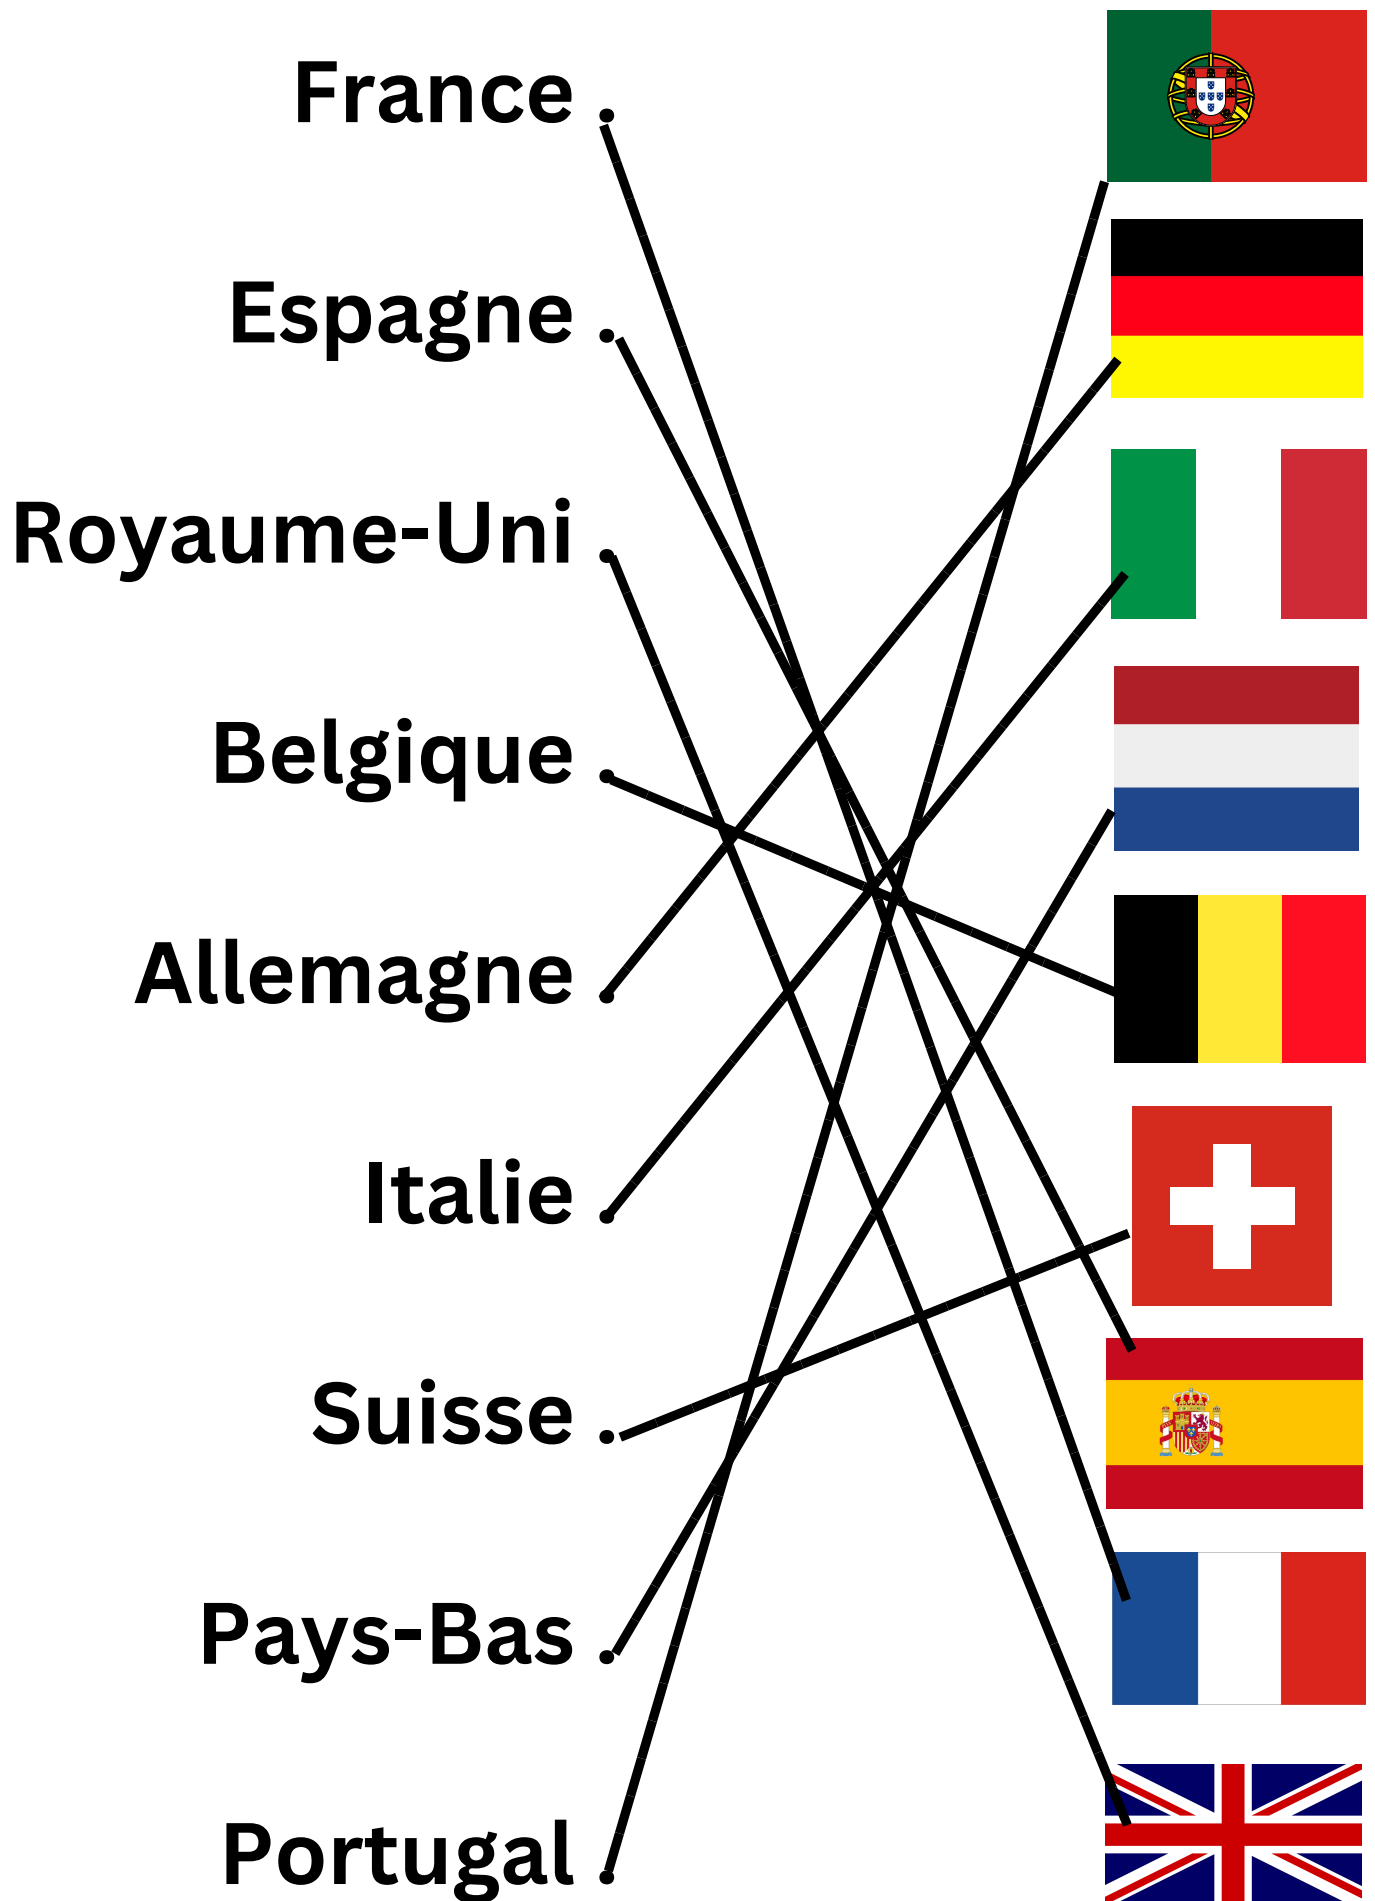 France .
Espagne .
Royaume-Uni .
Belgique .
Allemagne .
Italie .
Suisse .
Pays-Bas .
Portugal .